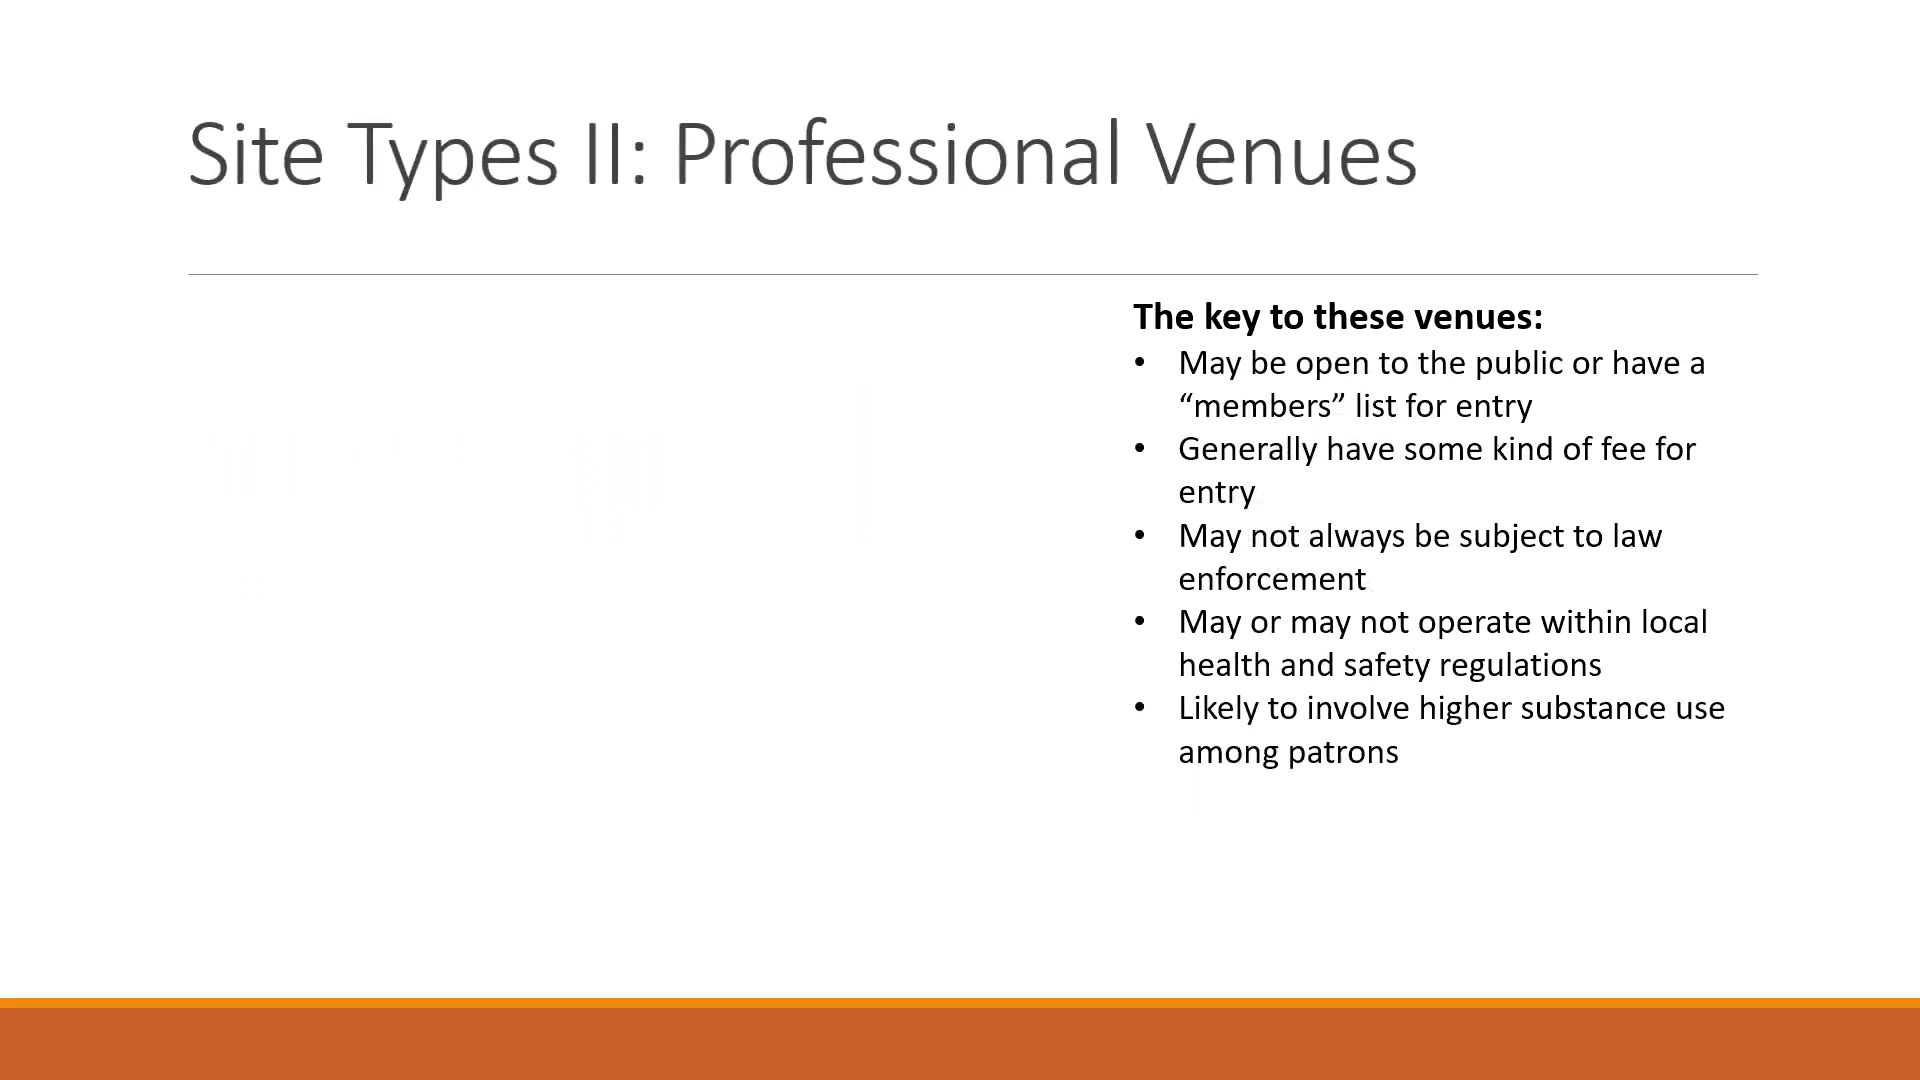 Site Types II: Professional Venues
The key to these venues:
• May be open to the public or have a
“members” list for entry
• Generally have some kind of fee for
entry
• May not always be subject to law
enforcement
• May or may not operate within local
health and safety regulations
• Likely to involve higher substance use
among patrons